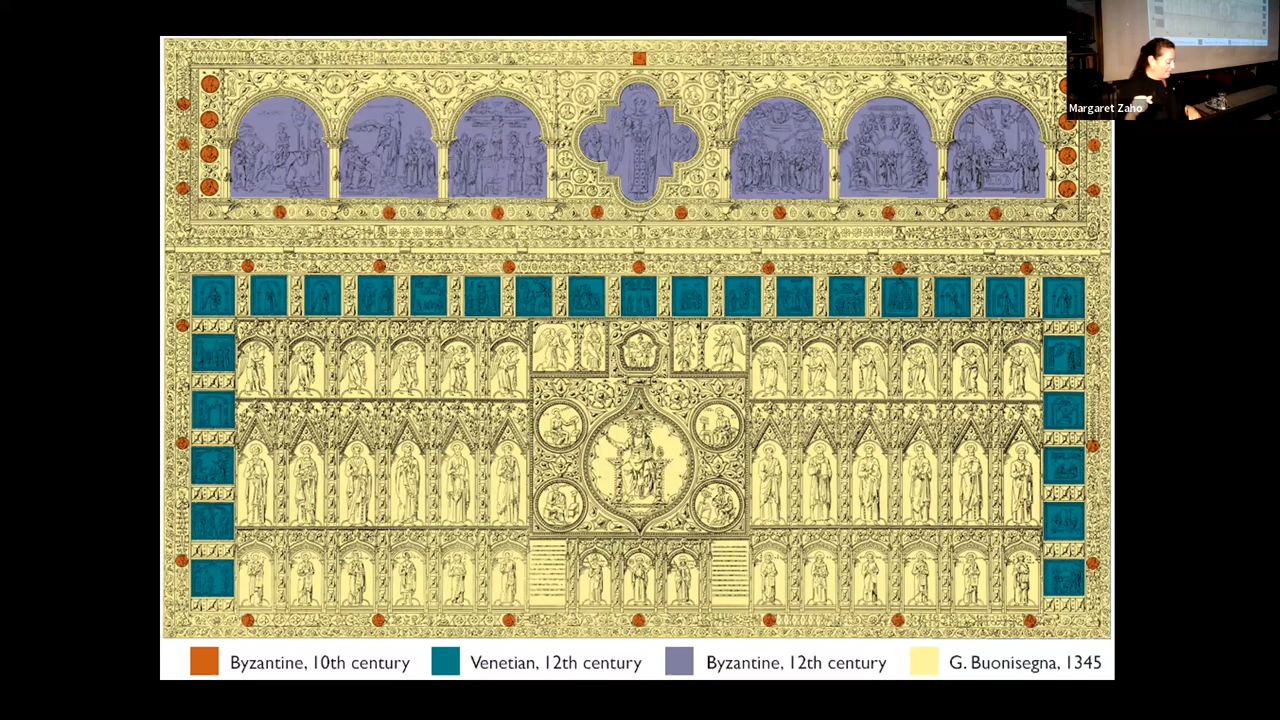 Margaret Zaho
Byzantine, 10th century
Venetian, 12th century
Byzantine, 12th century
G. Buonisegna, 1345